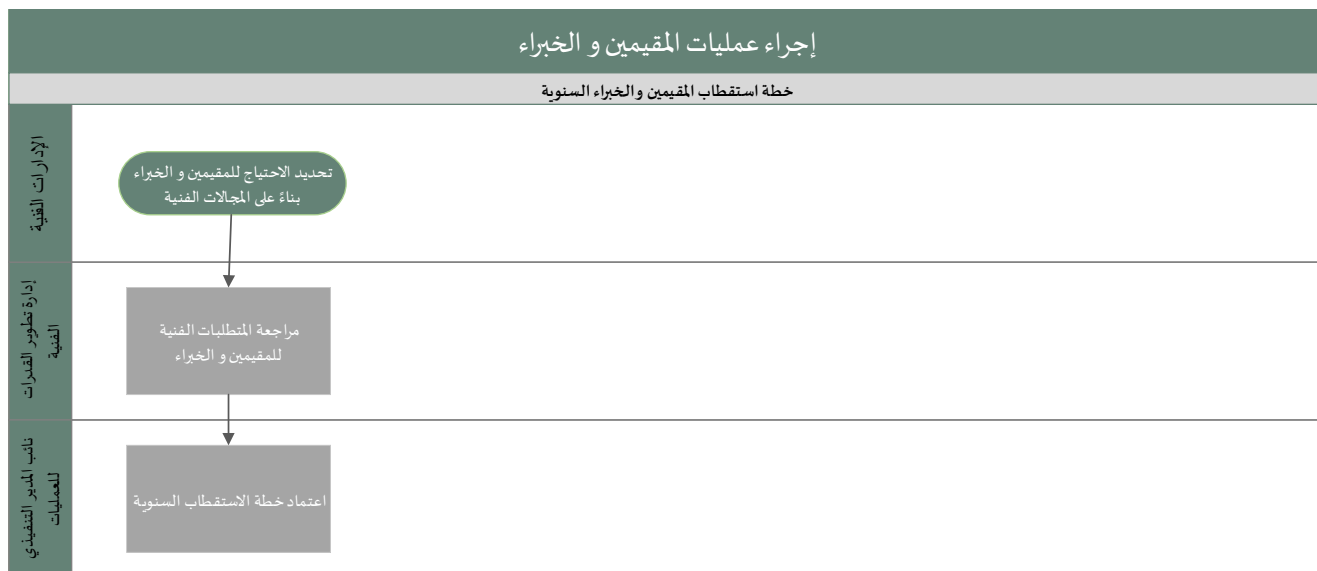 إجراء عمليات المقيمين و الخبراء
خطة استقطاب المقيمين والخبراء السنوية
الإدارات الفنية
تحديد الاحتياج للمقيمين و الخبراء
بناءً على المجالات الفنية
إدارة تطوير القدرات
الفنية
مراجعة المتطلبات الفنية
للمقيمين و الخبراء
نائب المدير التنفيذي
للعمليات
اعتماد خطة الاستقطاب السنوية